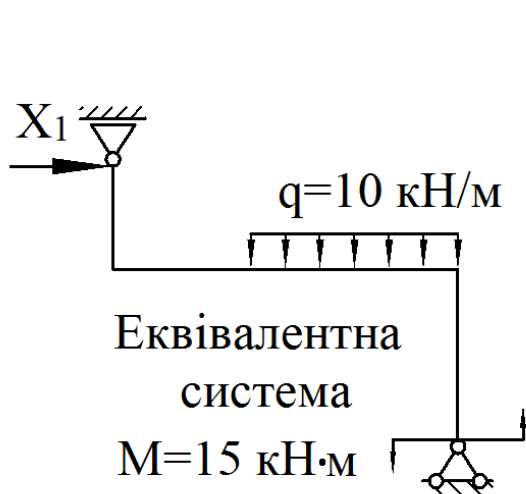 X₁
q=10 кН/м
Еквівалентна
система
M=15 кН·м